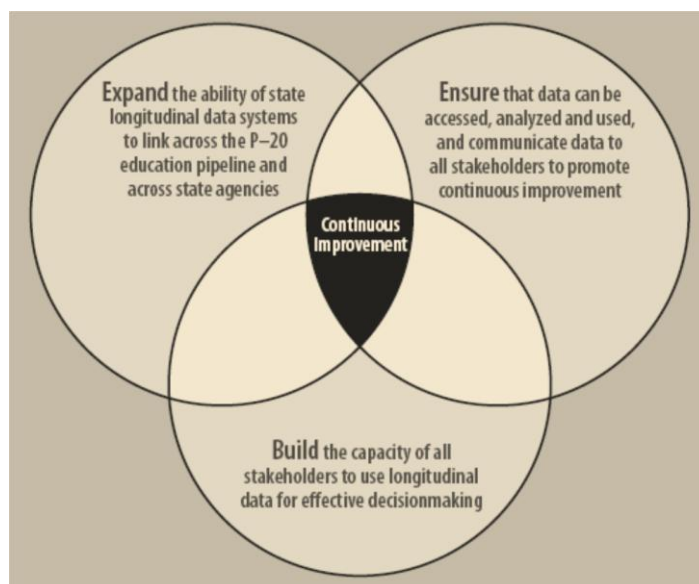 Expand the ability of state
longitudinal data systems
to link across the P–20
education pipeline and
across state agencies
Ensure that data can be
accessed, analyzed and used,
and communicate data to
all stakeholders to promote
continuous improvement
Continuous
Improvement
Build the capacity of all
stakeholders to use longitudinal
data for effective decisionmaking